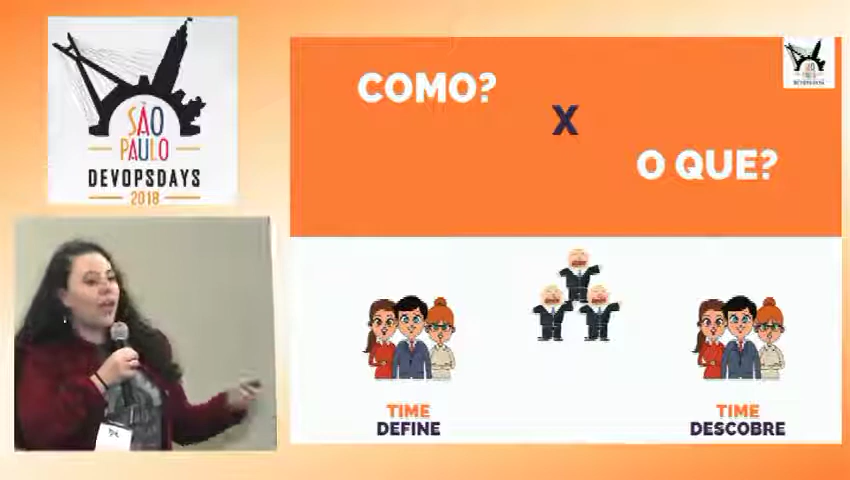 SÃO
PAULO
DEVOPSDAYS
2018
COMO?
X
O QUE?
TIME
DEFINE
TIME
DESCOBRE